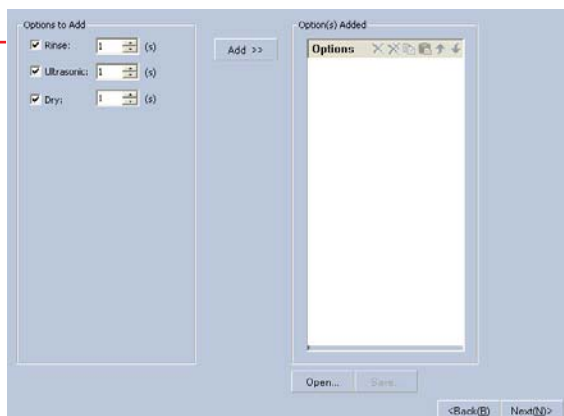 Options to Add
Rinse: 1 (s)
Ultrasonic: 1 (s)
Dry: 1 (s)
Add >>
Option(s) Added
Options
Open...
Save...
<Back(B)
Next(N)>